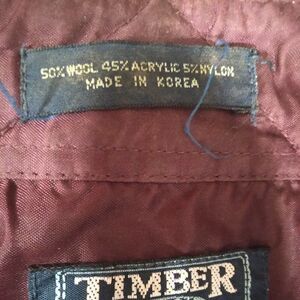 50% WOOL 45% ACRYLIC 5% NYLON
MADE IN KOREA
TIMBER